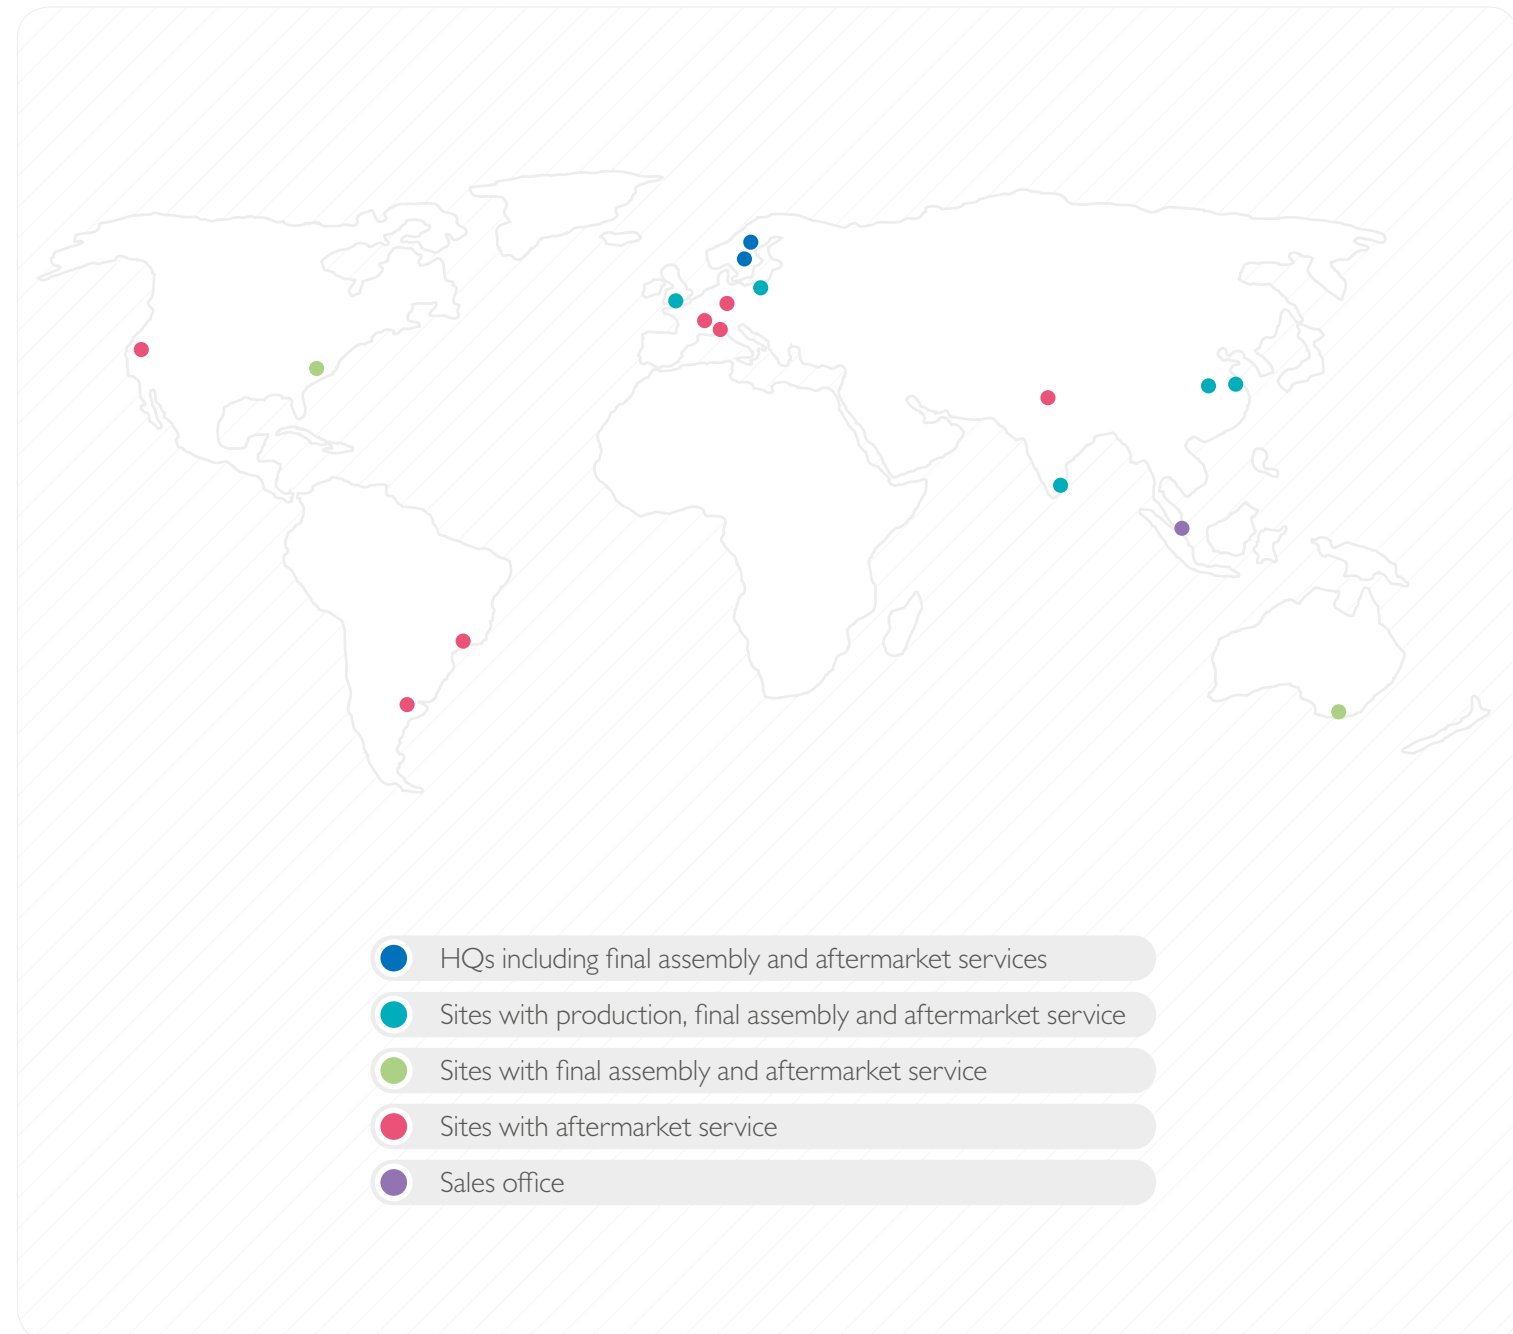 HQs including final assembly and aftermarket services
Sites with production, final assembly and aftermarket service
Sites with final assembly and aftermarket service
Sites with aftermarket service
Sales office